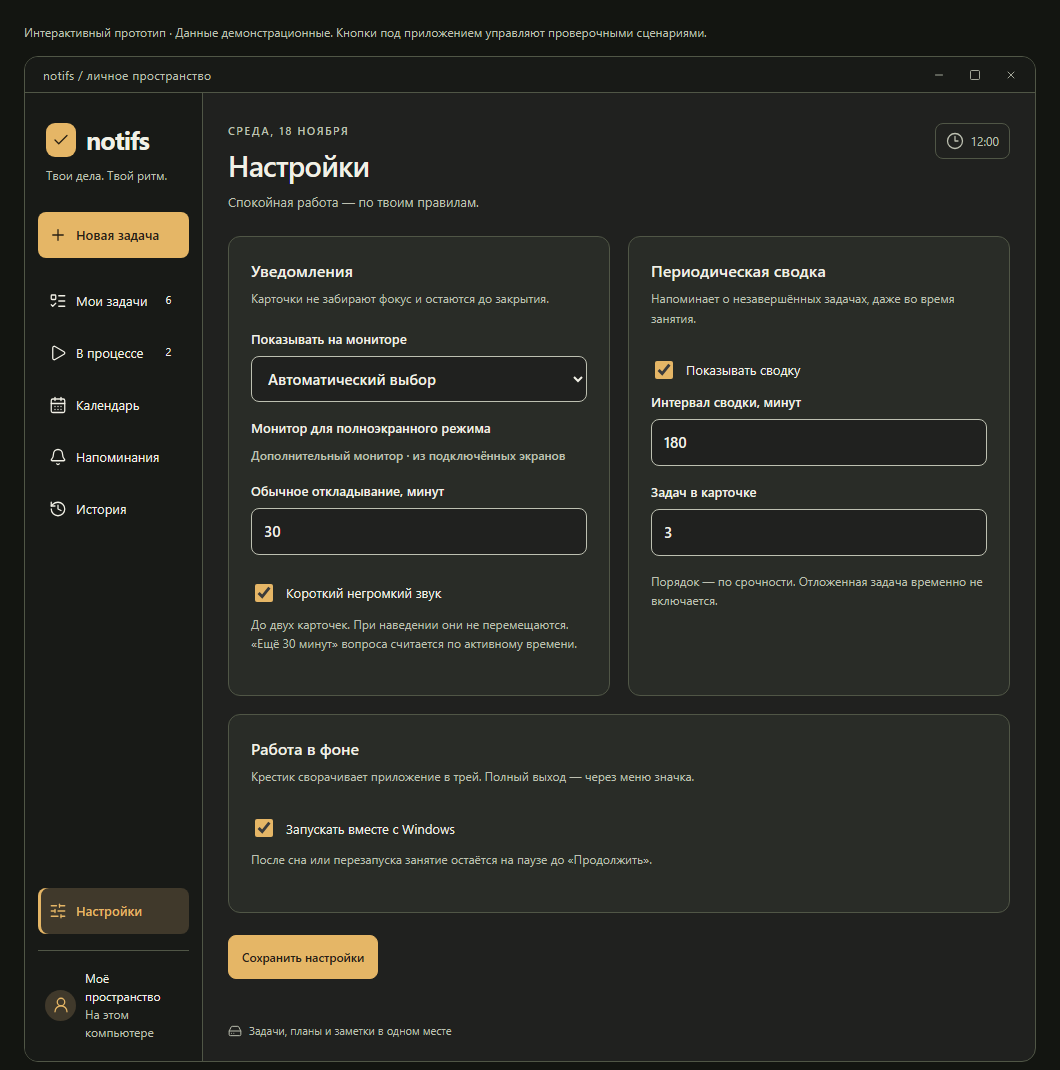 Интерактивный прототип · Данные демонстрационные. Кнопки под приложением управляют проверочными сценариями.
notifs / личное пространство
notifs
Твои дела. Твой ритм.
Новая задача
Мои задачи 6
В процессе 2
Календарь
Напоминания
История
Настройки
Моё
пространство
На этом
компьютере
СРЕДА, 18 НОЯБРЯ
12:00
Настройки
Спокойная работа — по твоим правилам.
Уведомления
Карточки не забирают фокус и остаются до закрытия.
Показывать на мониторе
Автоматический выбор
Монитор для полноэкранного режима
Дополнительный монитор · из подключённых экранов
Обычное откладывание, минут
30
Короткий негромкий звук
До двух карточек. При наведении они не перемещаются.
«Ещё 30 минут» вопроса считается по активному времени.
Периодическая сводка
Напоминает о незавершённых задачах, даже во время
занятия.
Показывать сводку
Интервал сводки, минут
180
Задач в карточке
3
Порядок — по срочности. Отложенная задача временно не
включается.
Работа в фоне
Крестик сворачивает приложение в трей. Полный выход — через меню значка.
Запускать вместе с Windows
После сна или перезапуска занятие остаётся на паузе до «Продолжить».
Сохранить настройки
Задачи, планы и заметки в одном месте